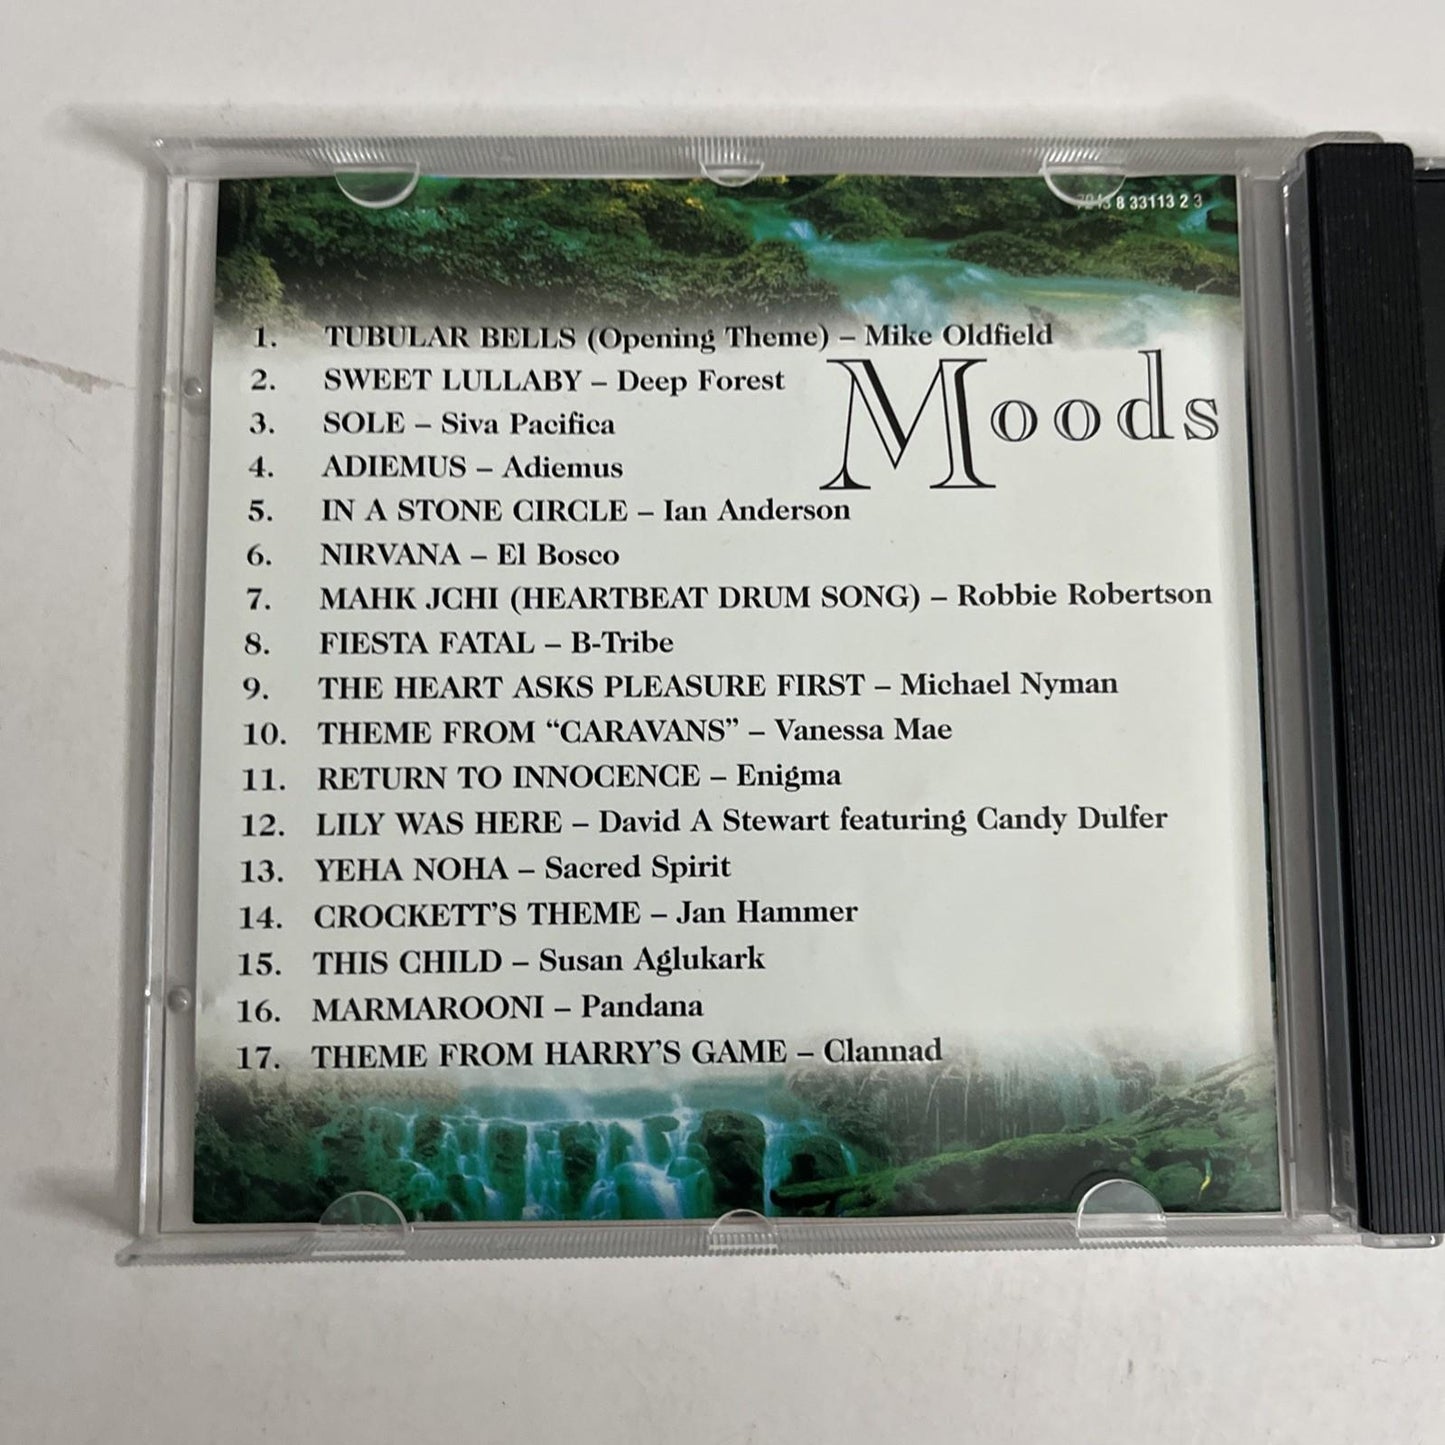 8 33113 2 3
1. TUBULAR BELLS (Opening Theme) – Mike Oldfield
Moods
2. SWEET LULLABY – Deep Forest
3. SOLE – Siva Pacifica
4. ADIEMUS – Adiemus
5. IN A STONE CIRCLE – Ian Anderson
6. NIRVANA – El Bosco
7. MAHK JCHI (HEARTBEAT DRUM SONG) – Robbie Robertson
8. FIESTA FATAL – B-Tribe
9. THE HEART ASKS PLEASURE FIRST – Michael Nyman
10. THEME FROM “CARAVANS” – Vanessa Mae
11. RETURN TO INNOCENCE – Enigma
12. LILY WAS HERE – David A Stewart featuring Candy Dulfer
13. YEHA NOHA – Sacred Spirit
14. CROCKETT’S THEME – Jan Hammer
15. THIS CHILD – Susan Aglukark
16. MARMAROONI – Pandana
17. THEME FROM HARRY’S GAME – Clannad